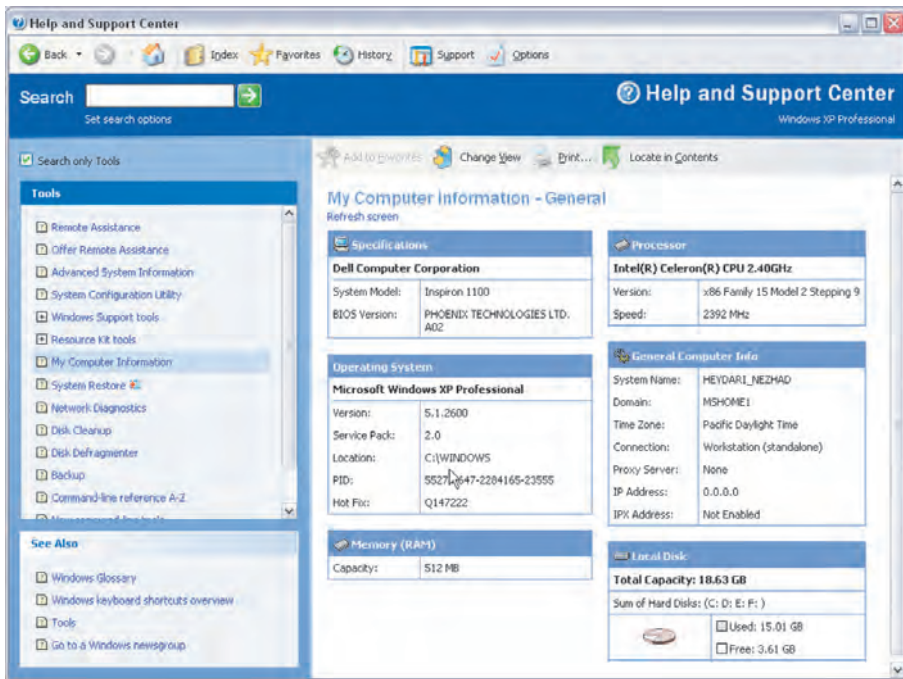 Help and Support Center
Back Index Favorites History Support Options
Search
Set search options
Help and Support Center
Windows XP Professional
Search only Tools
Add to Favorites Change View Print... Locate in Contents
Tools
Remote Assistance
Offer Remote Assistance
Advanced System Information
System Configuration Utility
Windows Support tools
Resource Kit tools
My Computer Information
System Restore
Network Diagnostics
Disk Cleanup
Disk Defragmenter
Backup
Command-line reference A-Z
New command-line tools
See Also
Windows Glossary
Windows keyboard shortcuts overview
Tools
Go to a Windows newsgroup
My Computer Information - General
Refresh screen
Specifications
Dell Computer Corporation
System Model: Inspiron 1100
BIOS Version: PHOENIX TECHNOLOGIES LTD.
A02
Operating System
Microsoft Windows XP Professional
Version: 5.1.2600
Service Pack: 2.0
Location: C:\WINDOWS
PID: 647-2284165-23555
Hot Fix: Q147222
Memory (RAM)
Capacity: 512 MB
Processor
Intel(R) Celeron(R) CPU 2.40GHz
Version: x86 Family 15 Model 2 Stepping 9
Speed: 2392 MHz
General Computer Info
System Name: HEYDARI_NEZHAD
Domain: MSHOME1
Time Zone: Pacific Daylight Time
Connection: Workstation (standalone)
Proxy Server: None
IP Address: 0.0.0.0
IPX Address: Not Enabled
Local Disk
Total Capacity: 18.63 GB
Sum of Hard Disks: (C: D: E: F: )
Used: 15.01 GB
Free: 3.61 GB